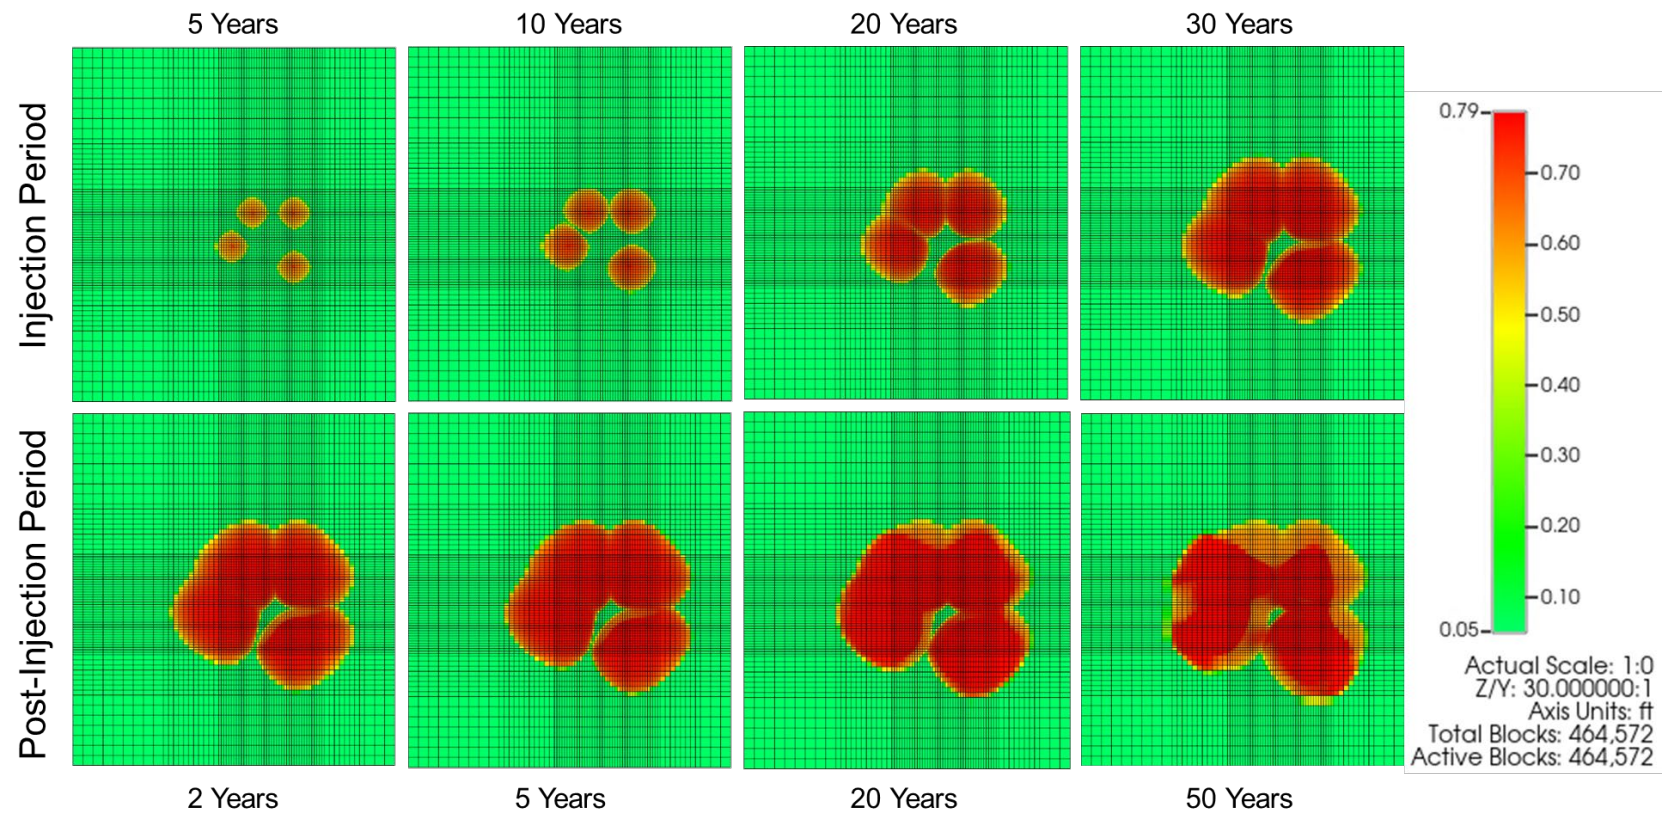 5 Years
10 Years
20 Years
30 Years
Injection Period
0.79
0.70
0.60
0.50
0.40
0.30
0.20
0.10
0.05
Actual Scale: 1:0
Z/Y: 30.000000:1
Axis Units: ft
Total Blocks: 464,572
Active Blocks: 464,572
Post-Injection Period
2 Years
5 Years
20 Years
50 Years